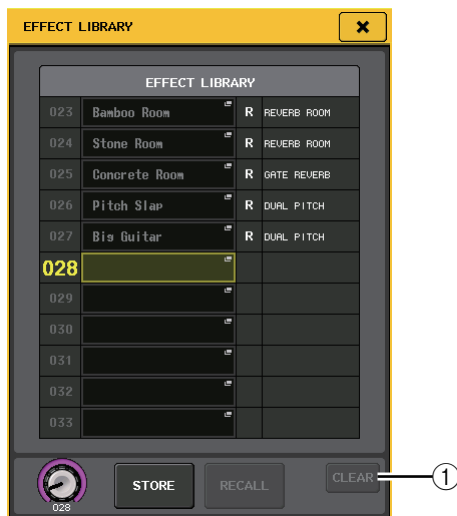 EFFECT LIBRARY
EFFECT LIBRARY
023 Bamboo Room R REVERB ROOM
024 Stone Room R REVERB ROOM
025 Concrete Room R GATE REVERB
026 Pitch Slap R DUAL PITCH
027 Big Guitar R DUAL PITCH
028
029
030
031
032
033
028 STORE RECALL CLEAR 1